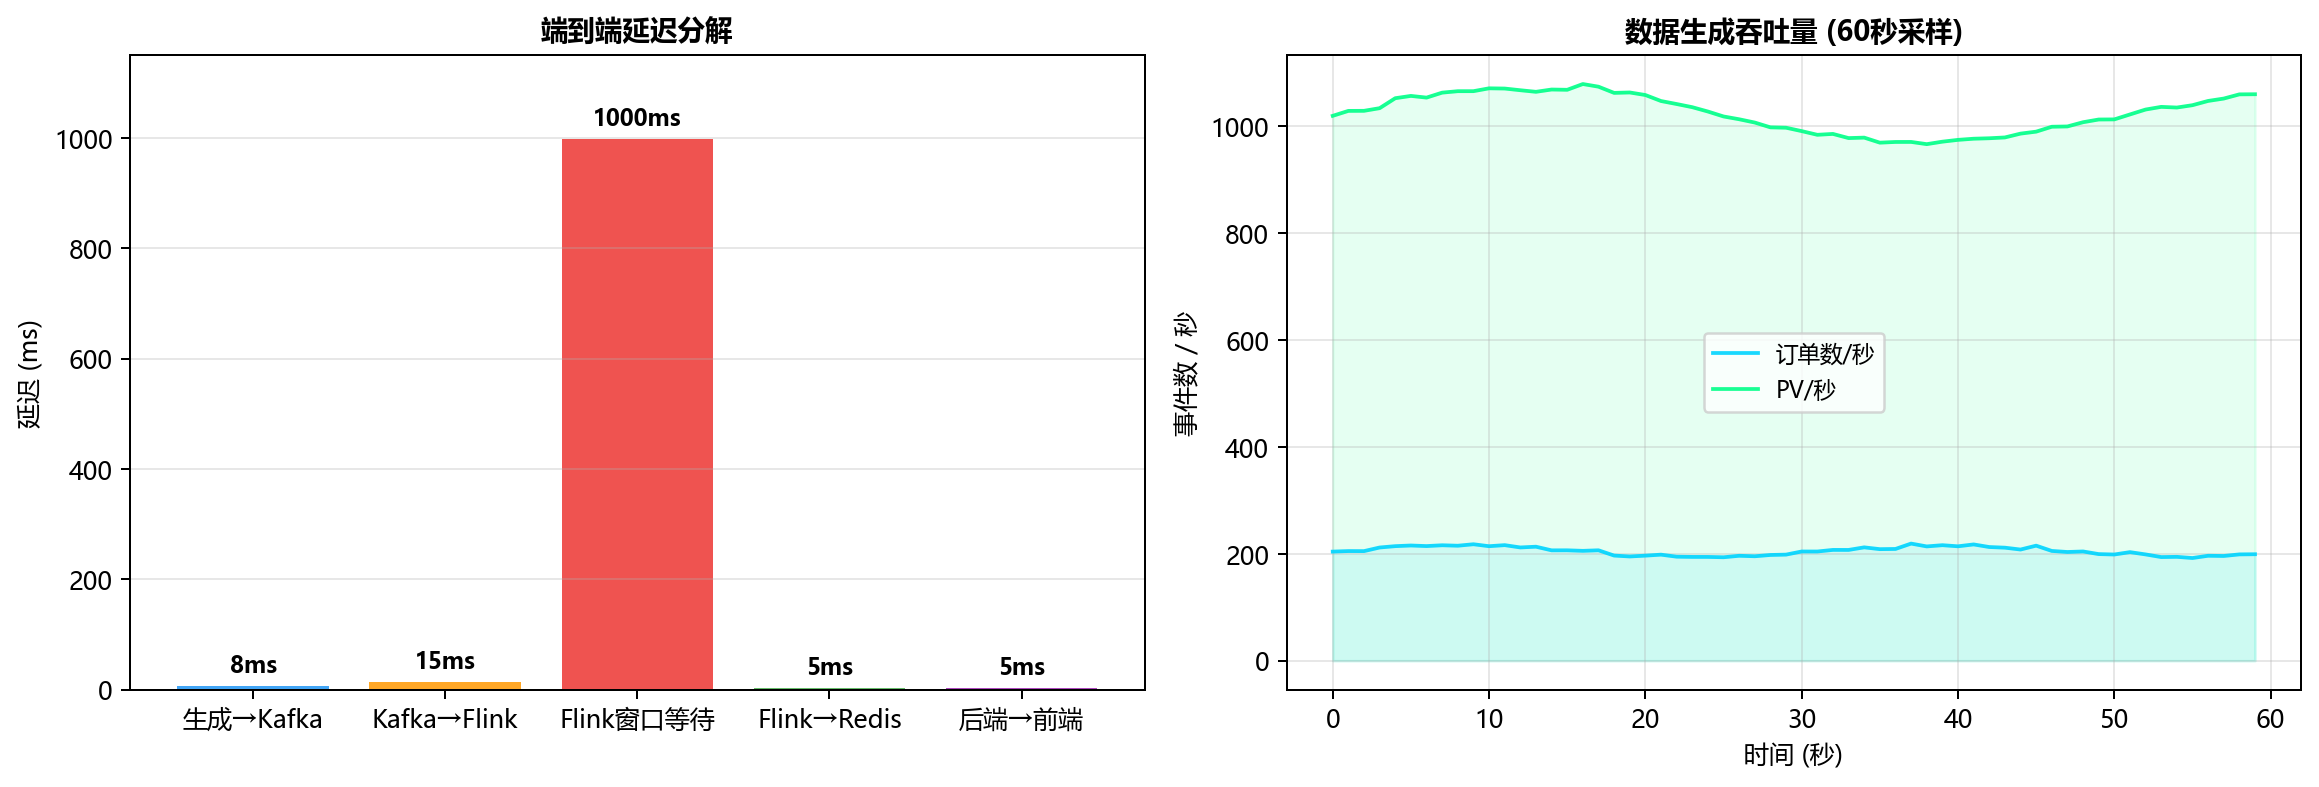 端到端延迟分解
延迟 (ms)
1000
800
600
400
200
0
8ms
15ms
1000ms
5ms
5ms
生成→Kafka
Kafka→Flink
Flink窗口等待
Flink→Redis
后端→前端
数据生成吞吐量 (60秒采样)
事件数 / 秒
1000
800
600
400
200
0
订单数/秒
PV/秒
0
10
20
30
40
50
60
时间 (秒)